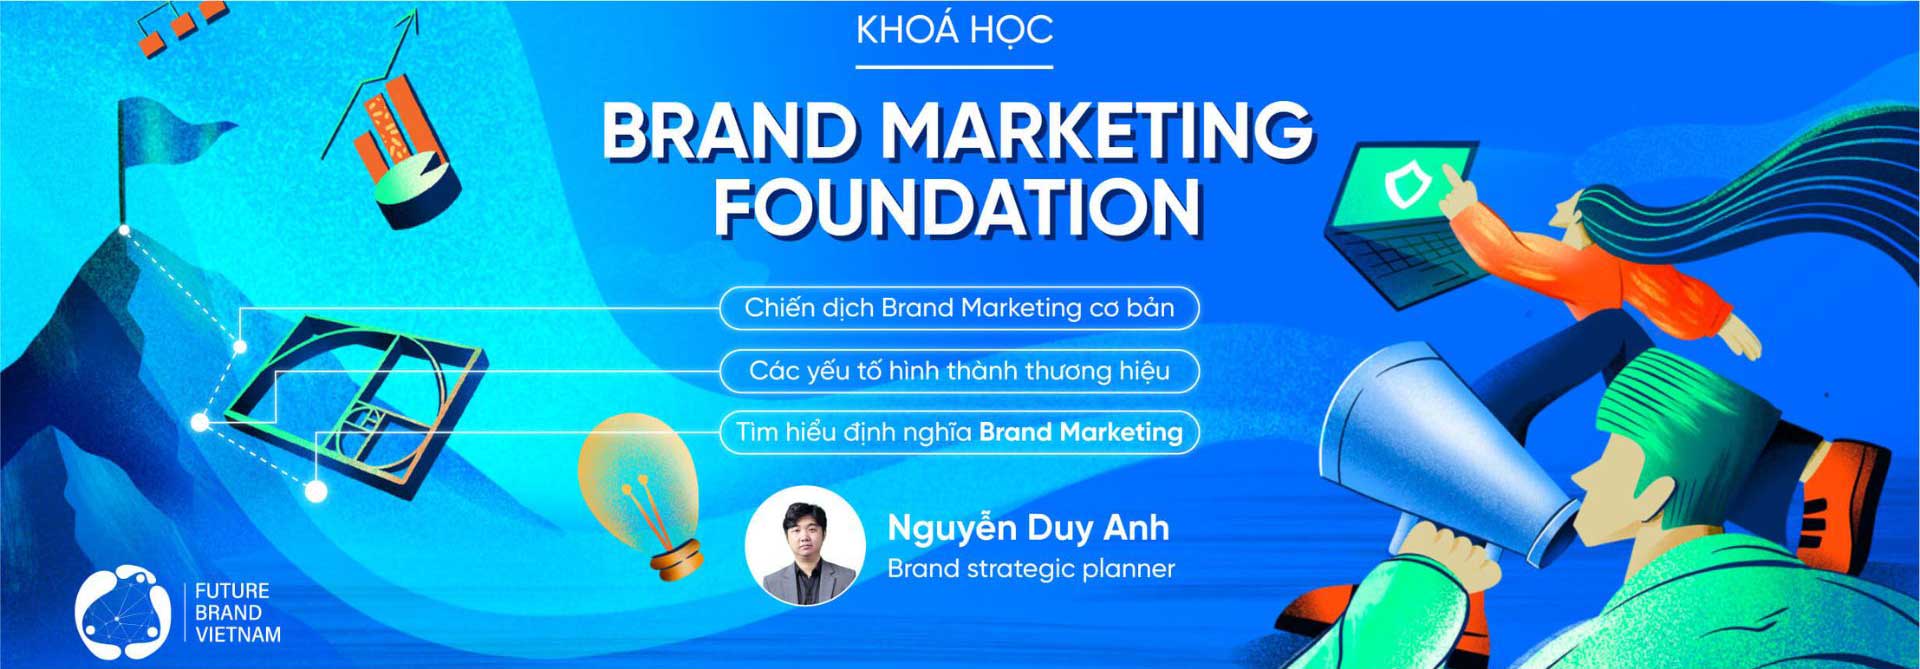 KHOÁ HỌC
BRAND MARKETING
FOUNDATION
Chiến dịch Brand Marketing cơ bản
Các yếu tố hình thành thương hiệu
Tìm hiểu định nghĩa Brand Marketing
Nguyễn Duy Anh
Brand strategic planner
FUTURE
BRAND
VIETNAM